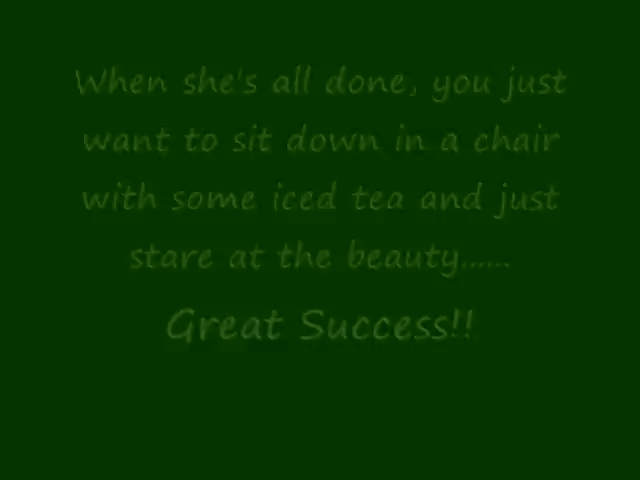 When she's all done, you just
want to sit down in a chair
with some iced tea and just
stare at the beauty......
Great Success!!